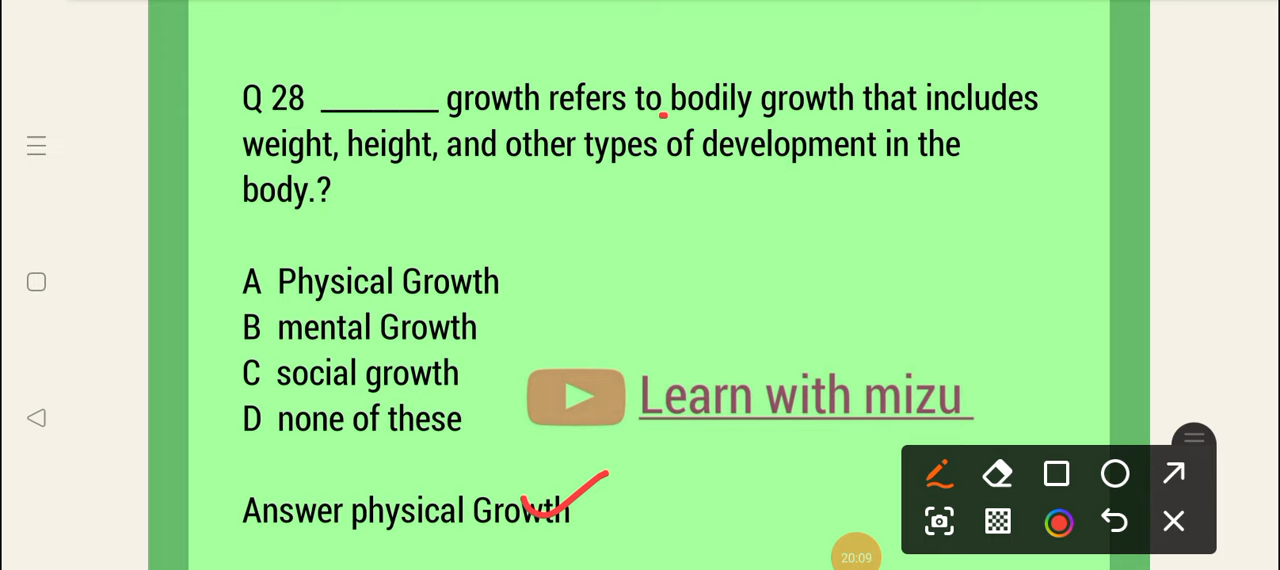 Q 28 ________ growth refers to bodily growth that includes
weight, height, and other types of development in the
body.?
A Physical Growth
B mental Growth
C social growth
D none of these
Learn with mizu
Answer physical Growth
20:09